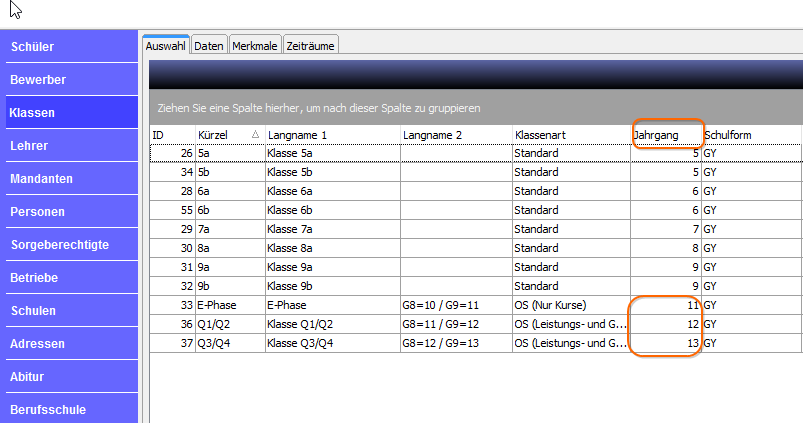 Schüler
Bewerber
Klassen
Lehrer
Mandanten
Personen
Sorgeberechtigte
Betriebe
Schulen
Adressen
Abitur
Berufsschule
Auswahl Daten Merkmale Zeiträume
Ziehen Sie eine Spalte hierher, um nach dieser Spalte zu gruppieren
ID Kürzel Langname 1 Langname 2 Klassenart Jahrgang Schulform
26 5a Klasse 5a Standard 5 GY
34 5b Klasse 5b Standard 5 GY
28 6a Klasse 6a Standard 6 GY
55 6b Klasse 6b Standard 6 GY
29 7a Klasse 7a Standard 7 GY
30 8a Klasse 8a Standard 8 GY
31 9a Klasse 9a Standard 9 GY
32 9b Klasse 9b Standard 9 GY
33 E-Phase E-Phase G8=10 / G9=11 OS (Nur Kurse) 11 GY
36 Q1/Q2 Klasse Q1/Q2 G8=11 / G9=12 OS (Leistungs- und G... 12 GY
37 Q3/Q4 Klasse Q3/Q4 G8=12 / G9=13 OS (Leistungs- und G... 13 GY